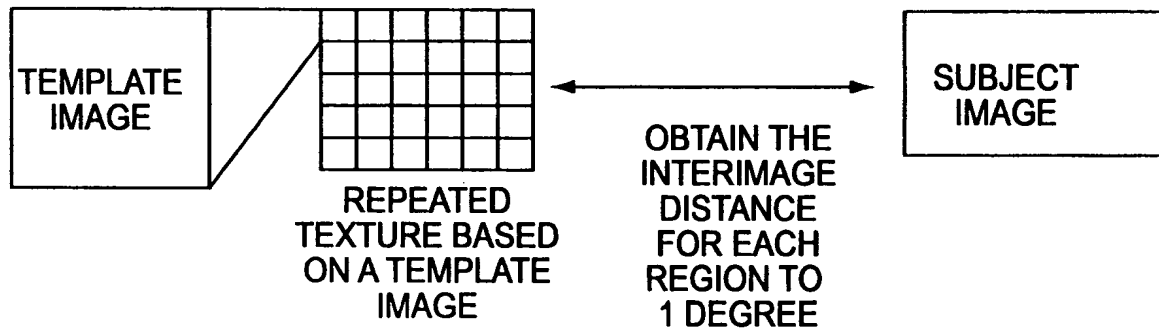 TEMPLATE
IMAGE
REPEATED
TEXTURE BASED
ON A TEMPLATE
IMAGE
OBTAIN THE
INTERIMAGE
DISTANCE
FOR EACH
REGION TO
1 DEGREE
SUBJECT
IMAGE